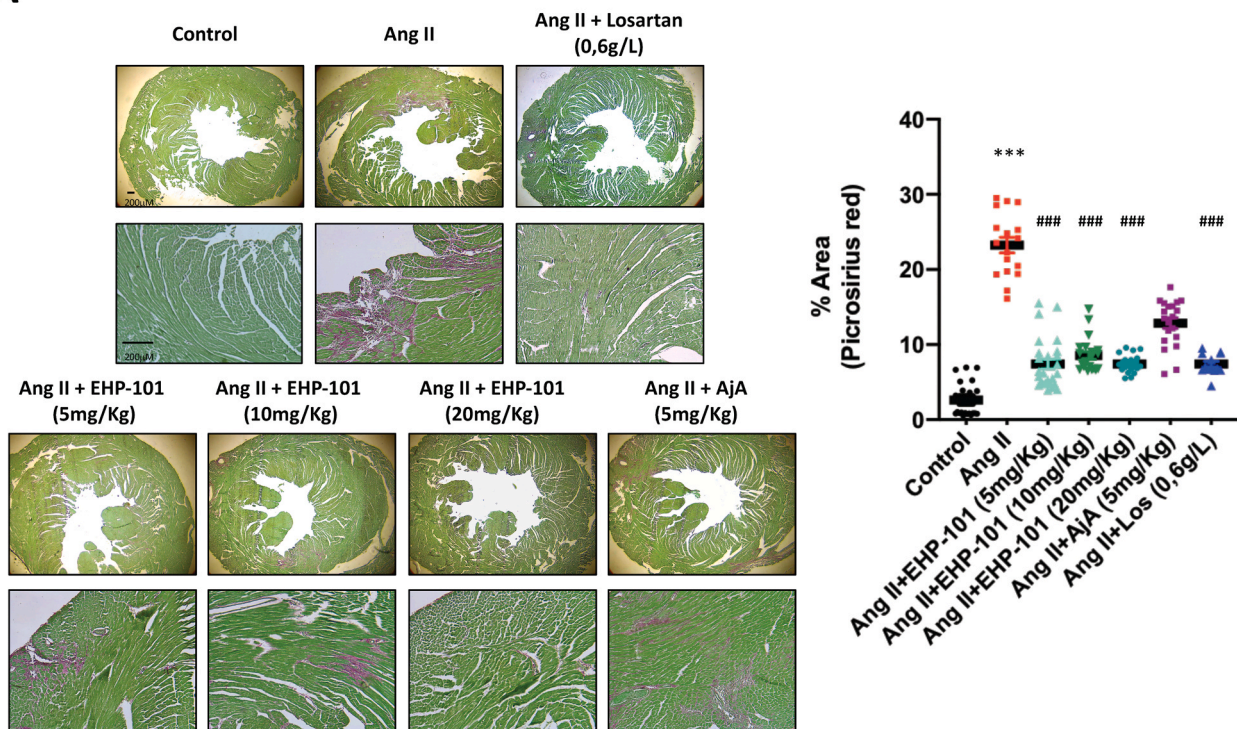 Control
Ang II
Ang II + Losartan
(0,6g/L)
200µM
200µM
Ang II + EHP-101
(5mg/Kg)
Ang II + EHP-101
(10mg/Kg)
Ang II + EHP-101
(20mg/Kg)
Ang II + AjA
(5mg/Kg)
% Area
(Picrosirius red)
40
30
20
10
0
***
###
###
###
###
Control
Ang II
Ang II+EHP-101 (5mg/Kg)
Ang II+EHP-101 (10mg/Kg)
Ang II+EHP-101 (20mg/Kg)
Ang II+AjA (5mg/Kg)
Ang II+Los (0,6g/L)